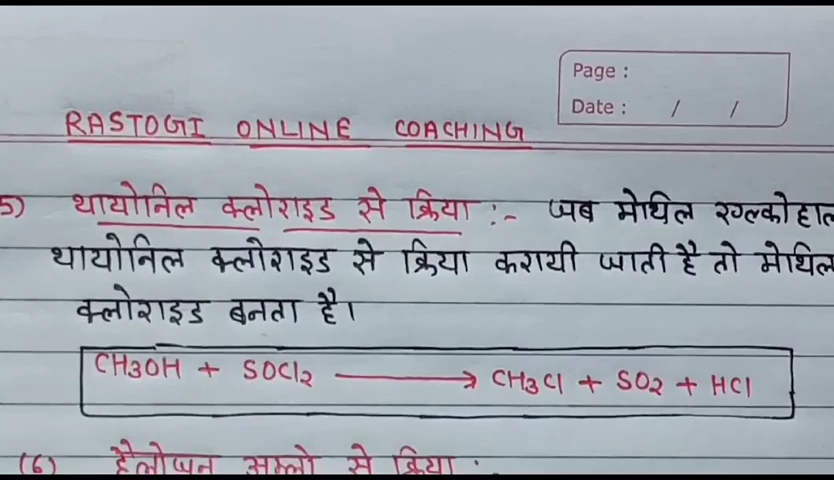 Page :
Date : / /
RASTOGI ONLINE COACHING
5) थायोनिल क्लोराइड से क्रिया :- जब मेथिल एल्कोहाल
थायोनिल क्लोराइड से क्रिया करायी जाती है तो मेथिल
क्लोराइड बनता है।
CH3OH + SOCl2 → CH3Cl + SO2 + HCl
(6) हैलोजन अम्लो से क्रिया :